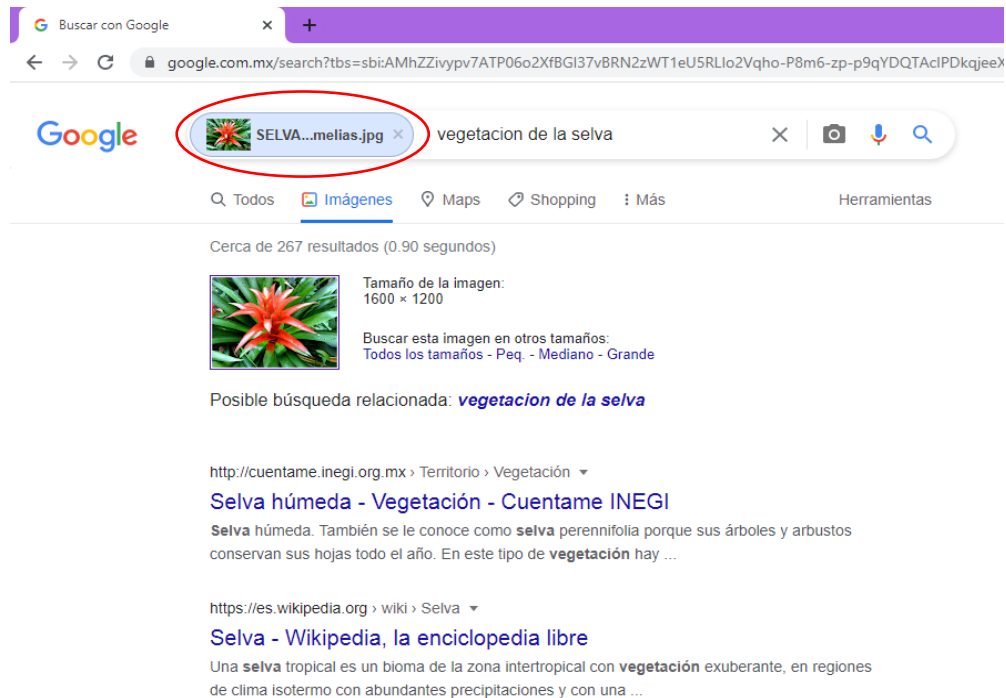 Buscar con Google
google.com.mx/search?tbs=sbi:AMhZZivypv7ATP06o2XfBGI37vBRN2zWT1eU5RLIo2Vqho-P8m6-zp-p9qYDQTAclPDkqjeeX
Google SELVA...melias.jpg × vegetacion de la selva
Todos Imágenes Maps Shopping Más Herramientas
Cerca de 267 resultados (0.90 segundos)
Tamaño de la imagen:
1600 × 1200
Buscar esta imagen en otros tamaños:
Todos los tamaños - Peq. - Mediano - Grande
Posible búsqueda relacionada: vegetacion de la selva
http://cuentame.inegi.org.mx › Territorio › Vegetación
Selva húmeda - Vegetación - Cuentame INEGI
Selva húmeda. También se le conoce como selva perennifolia porque sus árboles y arbustos
conservan sus hojas todo el año. En este tipo de vegetación hay ...
https://es.wikipedia.org › wiki › Selva
Selva - Wikipedia, la enciclopedia libre
Una selva tropical es un bioma de la zona intertropical con vegetación exuberante, en regiones
de clima isotermo con abundantes precipitaciones y con una ...